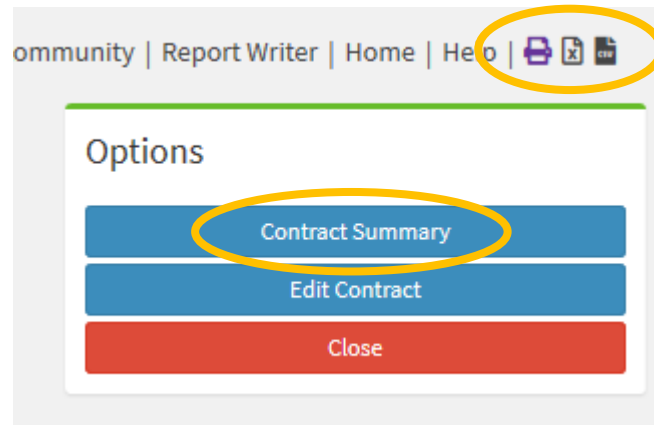 ommunity | Report Writer | Home | Help |
Options
Contract Summary
Edit Contract
Close